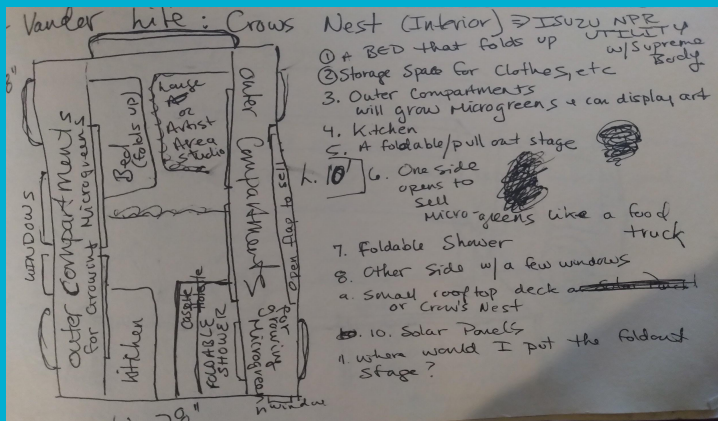 Vander Lite: Crows Nest (Interior) ⇒ ISUZU NPR
UTILITY
w/Supreme
Body
① A BED that folds up
② Storage Space for Clothes, etc
3. Outer Compartments
will grow Microgreens + can display art
4. Kitchen
5. A foldable/pull out stage
6. One side
opens to
sell
Micro-greens like a food
truck
7. Foldable Shower
8. Other side w/ a few windows
9. Small rooftop deck
or Crow's Nest
10. Solar Panels
1. Where would I put the foldout
stage?
L. 10
WINDOWS
Outer Compartments
for Growing Microgreens
Bed
(folds up)
or
Artist
Area
Studio
Outer Compartments
for
growing
Microgreens
open flap to sell
Kitchen
FOLDABLE
SHOWER
window
8"
78"